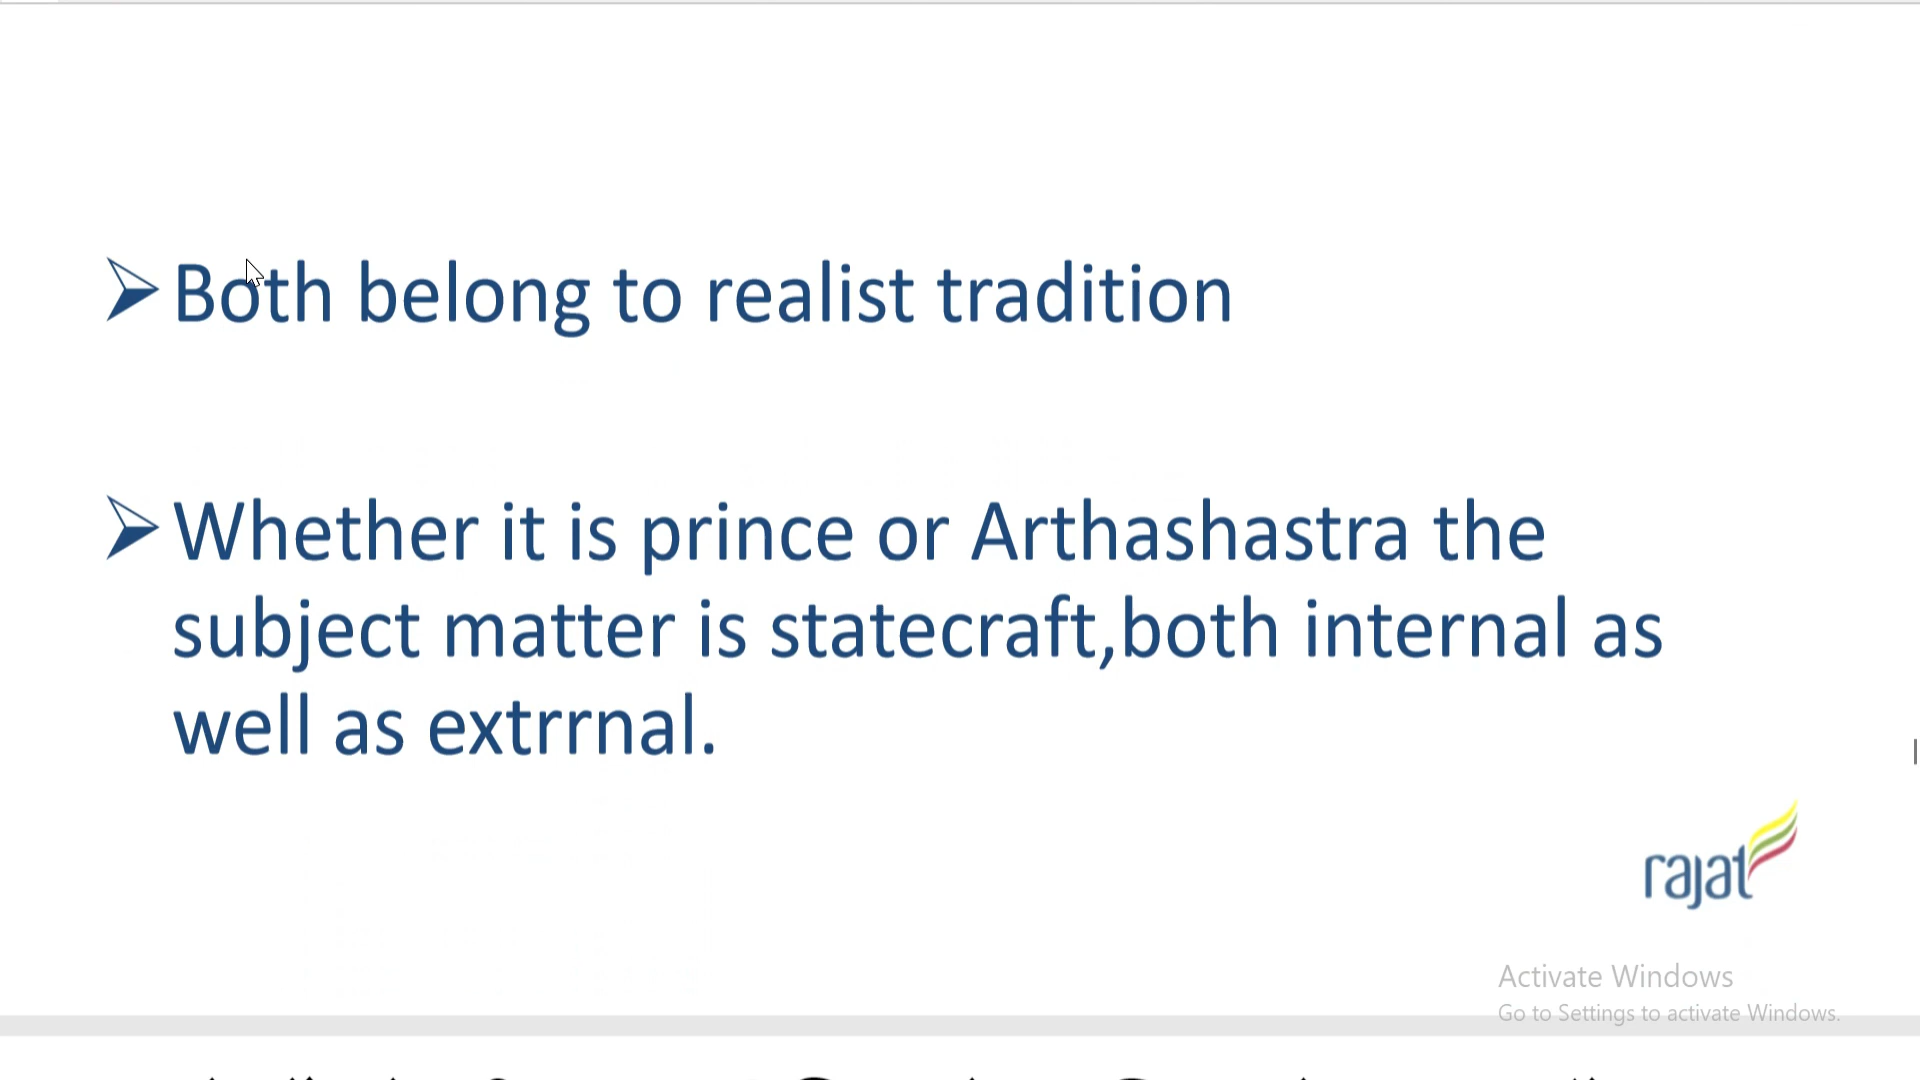 Both belong to realist tradition
Whether it is prince or Arthashastra the
subject matter is statecraft,both internal as
well as extrrnal.
rajat
Activate Windows
Go to Settings to activate Windows.